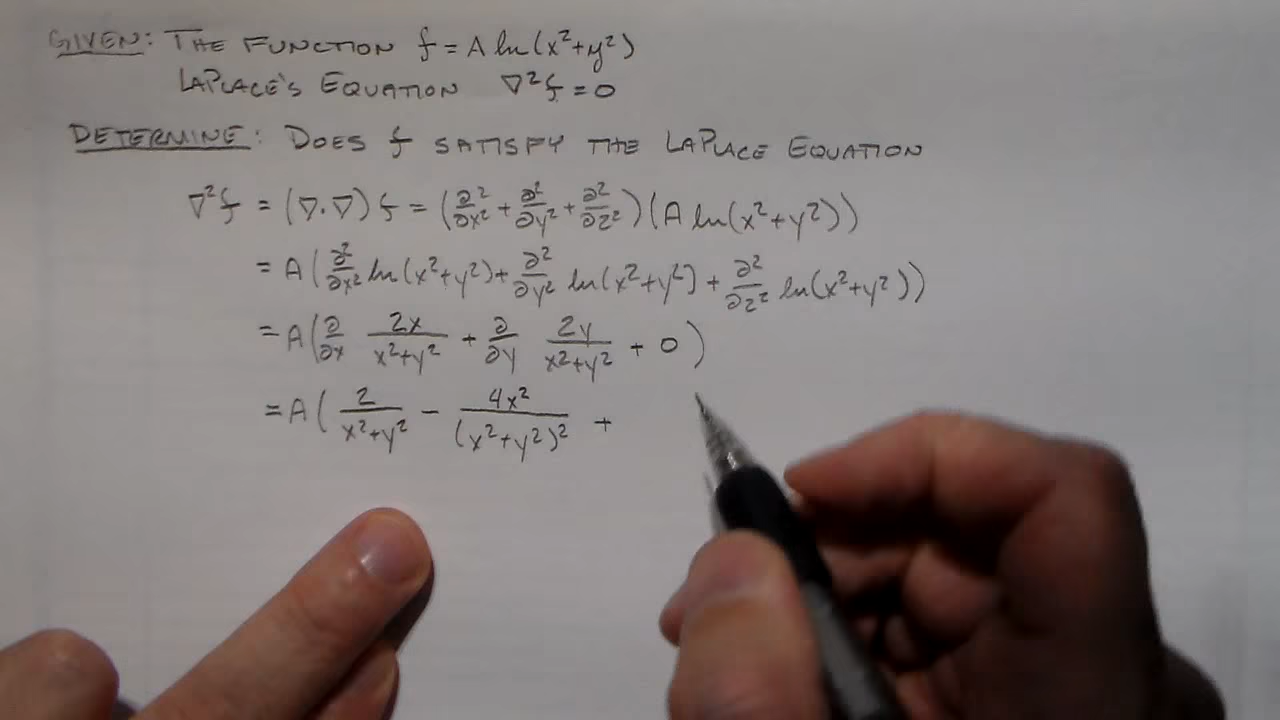 GIVEN: THE FUNCTION f = A ln(x²+y²)
LAPLACE'S EQUATION ∇²f = 0
DETERMINE: DOES f SATISFY THE LAPLACE EQUATION
∇²f = (∇·∇) f = (∂²/∂x² + ∂²/∂y² + ∂²/∂z²)(A ln(x²+y²))
= A(∂²/∂x² ln(x²+y²) + ∂²/∂y² ln(x²+y²) + ∂²/∂z² ln(x²+y²))
= A(∂/∂x 2x/(x²+y²) + ∂/∂y 2y/(x²+y²) + 0)
= A(2/(x²+y²) − 4x²/(x²+y²)² +